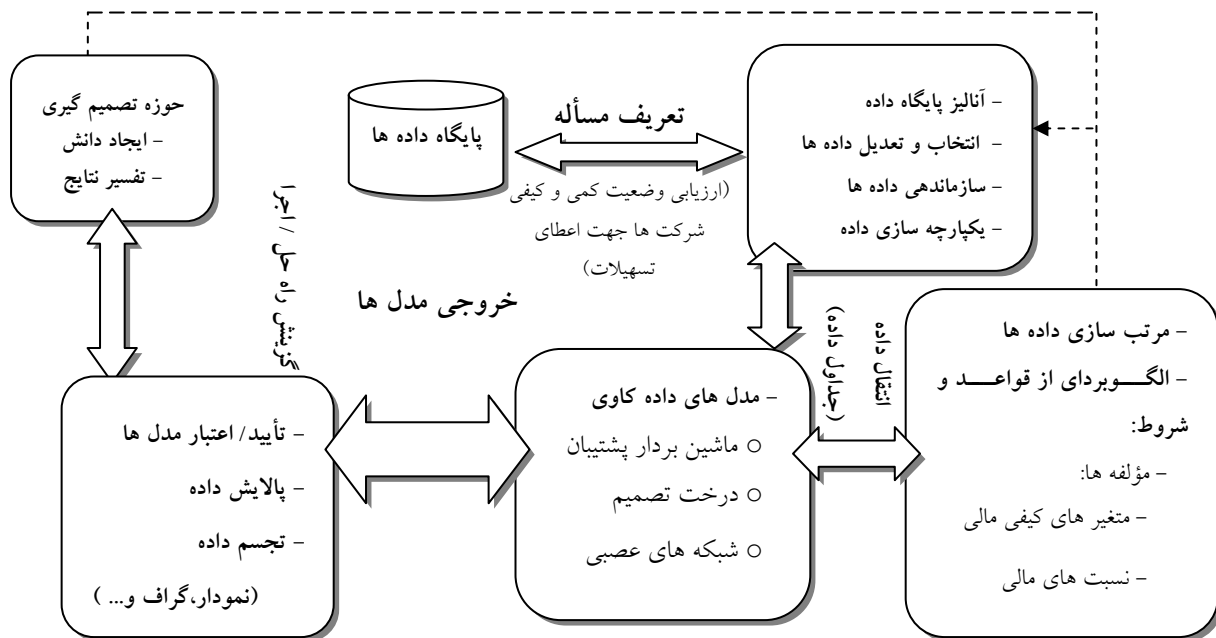 حوزه تصمیم گیری
- ایجاد دانش
- تفسیر نتایج
پایگاه داده ها
تعریف مسأله
(ارزیابی وضعیت کمی و کیفی
شرکت ها جهت اعطای
تسهیلات)
- آنالیز پایگاه داده
- انتخاب و تعدیل داده ها
- سازماندهی داده ها
- یکپارچه سازی داده
گزینش راه حل / اجرا
خروجی مدل ها
انتقال داده
(جداول داده)
- مرتب سازی داده ها
- الگــــوبردای از قواعــــد و
شروط:
- مؤلفه ها:
- متغیر های کیفی مالی
- نسبت های مالی
- مدل های داده کاوی
○ ماشین بردار پشتیبان
○ درخت تصمیم
○ شبکه های عصبی
- تأیید/ اعتبار مدل ها
- پالایش داده
- تجسم داده
(نمودار،گراف و... )